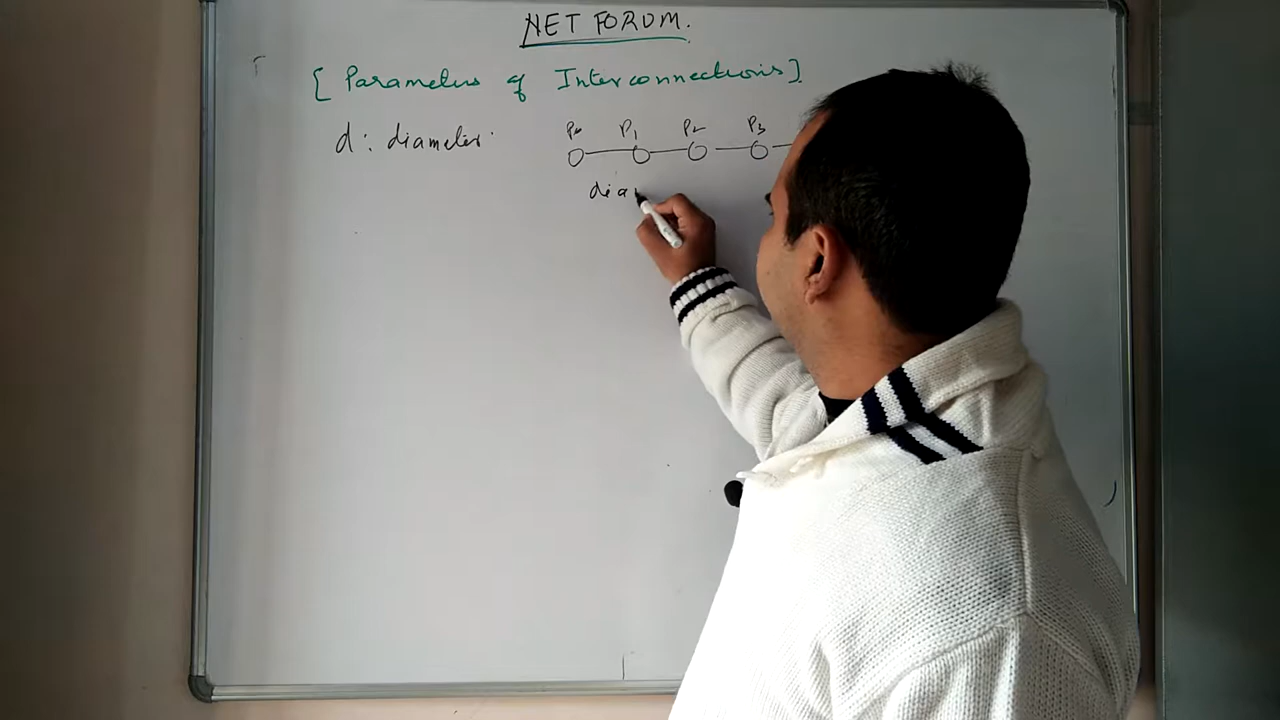 NET FORUM.
[ Parameters of Interconnections ]
d : diameter
P0 P1 P2 P3
dia